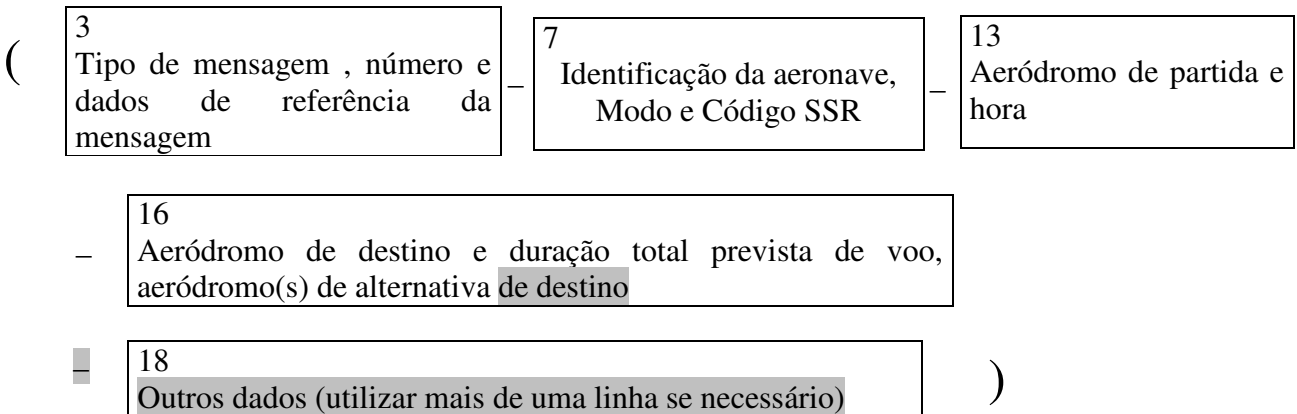 ( 3 7 13
Tipo de mensagem , número e – Identificação da aeronave, – Aeródromo de partida e
dados de referência da Modo e Código SSR hora
mensagem
16
– Aeródromo de destino e duração total prevista de voo,
aeródromo(s) de alternativa de destino
– 18 )
Outros dados (utilizar mais de uma linha se necessário)